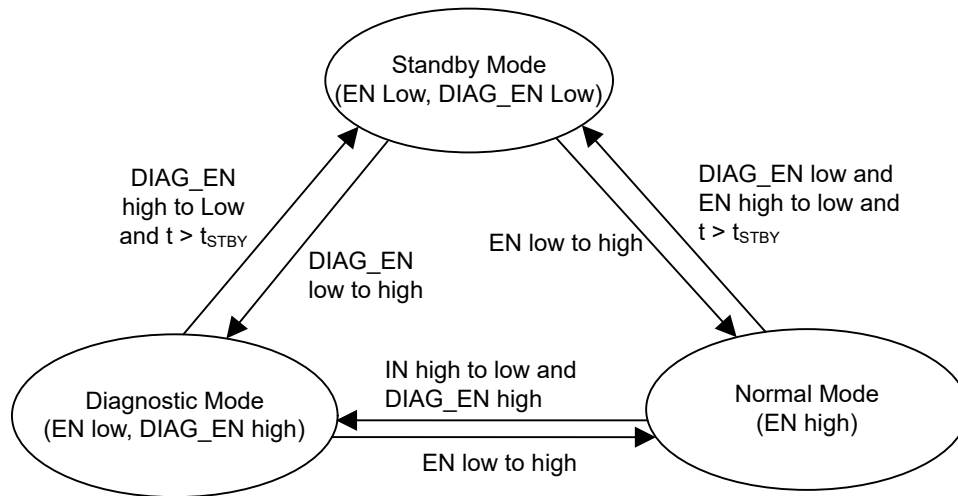 Standby Mode
(EN Low, DIAG_EN Low)
DIAG_EN
high to Low
and t > tSTBY
DIAG_EN
low to high
EN low to high
DIAG_EN low and
EN high to low and
t > tSTBY
Diagnostic Mode
(EN low, DIAG_EN high)
IN high to low and
DIAG_EN high
EN low to high
Normal Mode
(EN high)